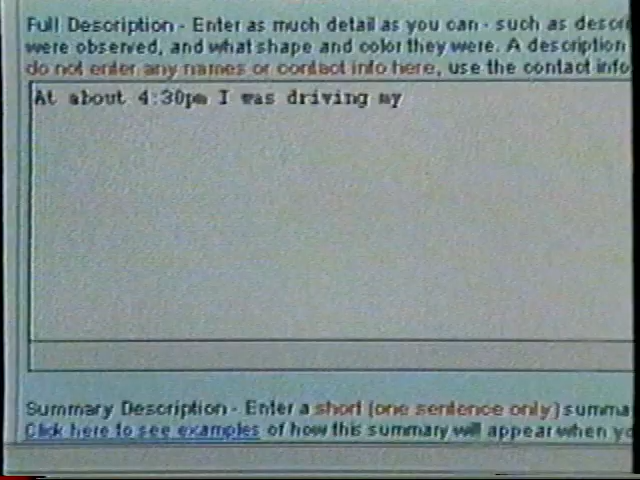 Full Description - Enter as much detail as you can - such as
were observed, and what shape and color they were. A description
do not enter any names or contact info here, use the contact info
At about 4:30pm I was driving my
Summary Description - Enter a short (one sentence only) summa
Click here to see examples of how this summary will appear when